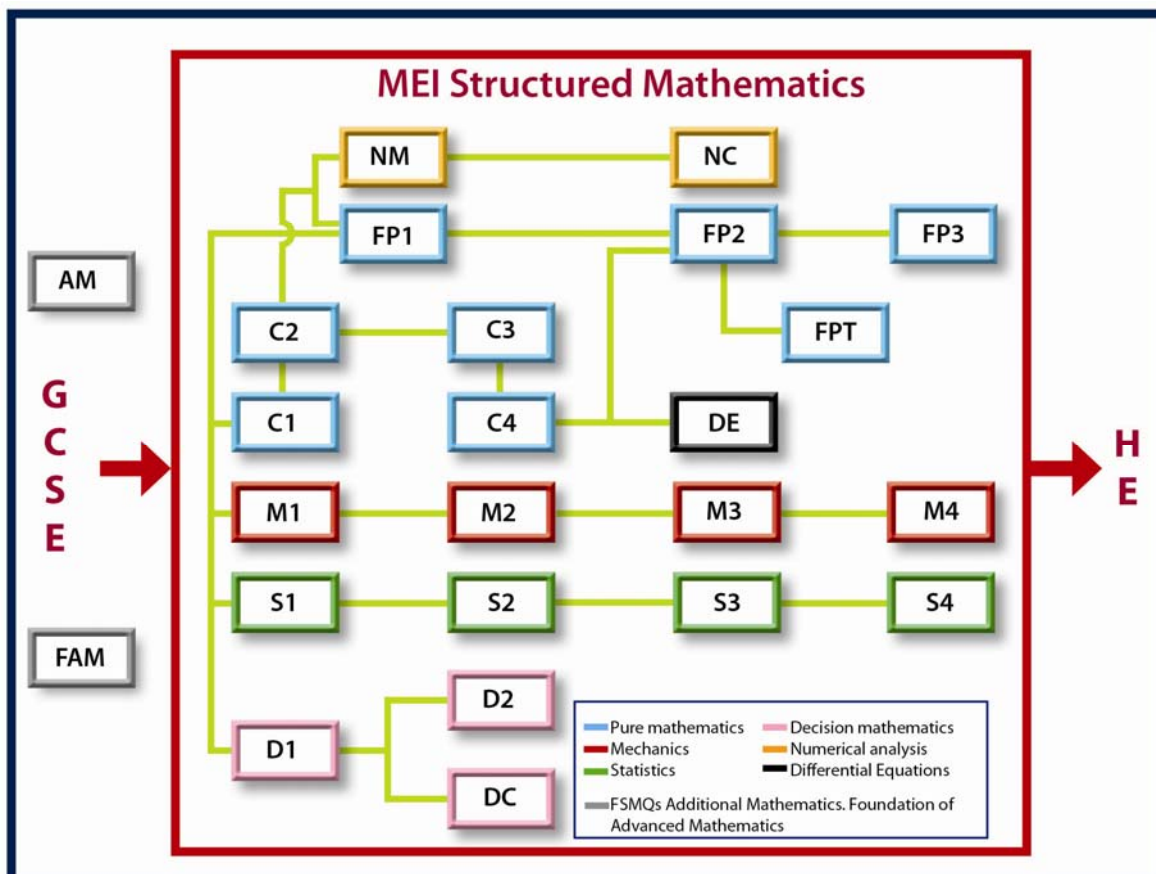 MEI Structured Mathematics
NM
NC
FP1
FP2
FP3
AM
C2
C3
FPT
G
C
S
E
C1
C4
DE
H
E
M1
M2
M3
M4
S1
S2
S3
S4
FAM
D2
D1
DC
Pure mathematics
Decision mathematics
Mechanics
Numerical analysis
Statistics
Differential Equations
FSMQs Additional Mathematics. Foundation of
Advanced Mathematics